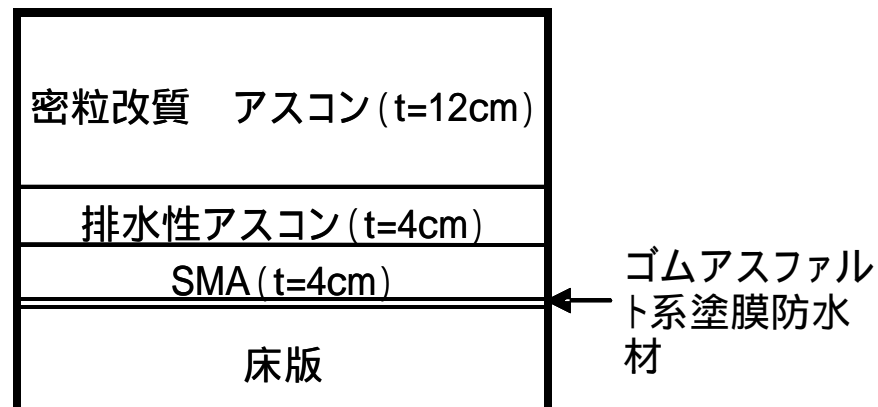 密粒改質　アスコン(t=12cm)
排水性アスコン(t=4cm)
SMA(t=4cm)
ゴムアスファル
ト系塗膜防水
材
床版